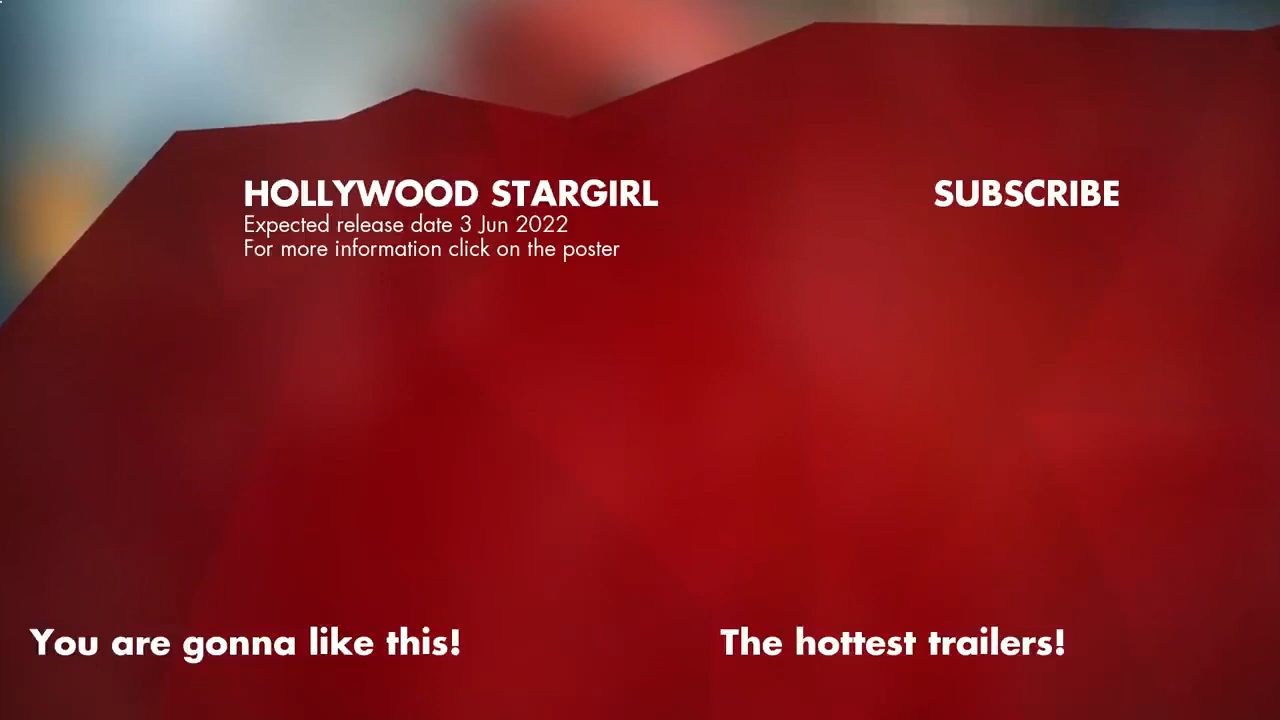 HOLLYWOOD STARGIRL
Expected release date 3 Jun 2022
For more information click on the poster
SUBSCRIBE
You are gonna like this!
The hottest trailers!